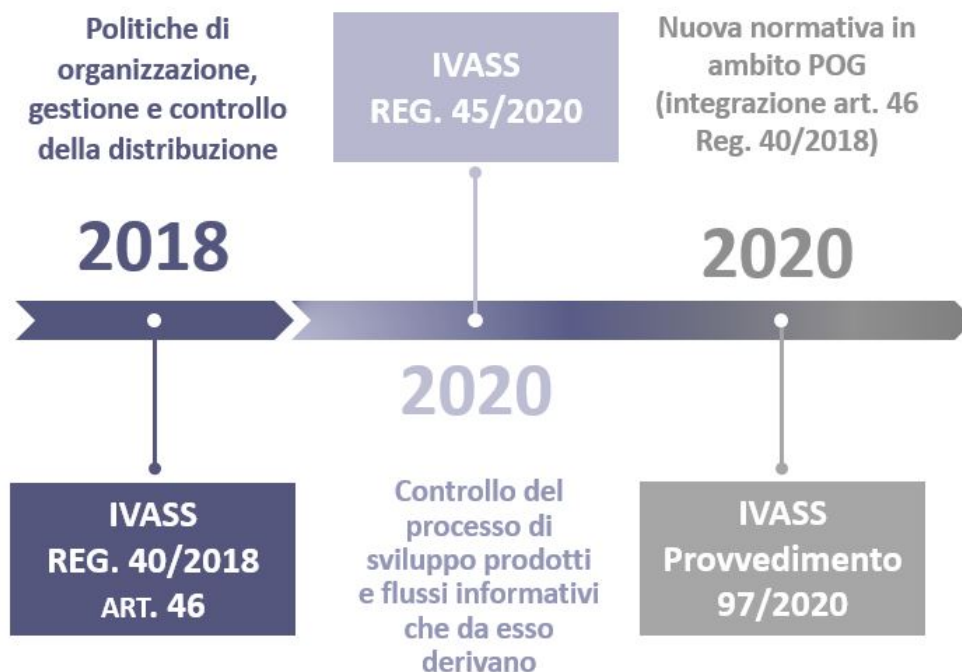 Politiche di
organizzazione,
gestione e controllo
della distribuzione
2018
IVASS
REG. 40/2018
ART. 46
IVASS
REG. 45/2020
2020
Controllo del
processo di
sviluppo prodotti
e flussi informativi
che da esso
derivano
Nuova normativa in
ambito POG
(integrazione art. 46
Reg. 40/2018)
2020
IVASS
Provvedimento
97/2020